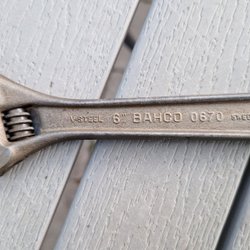 V-STEEL 6" BAHCO 0670